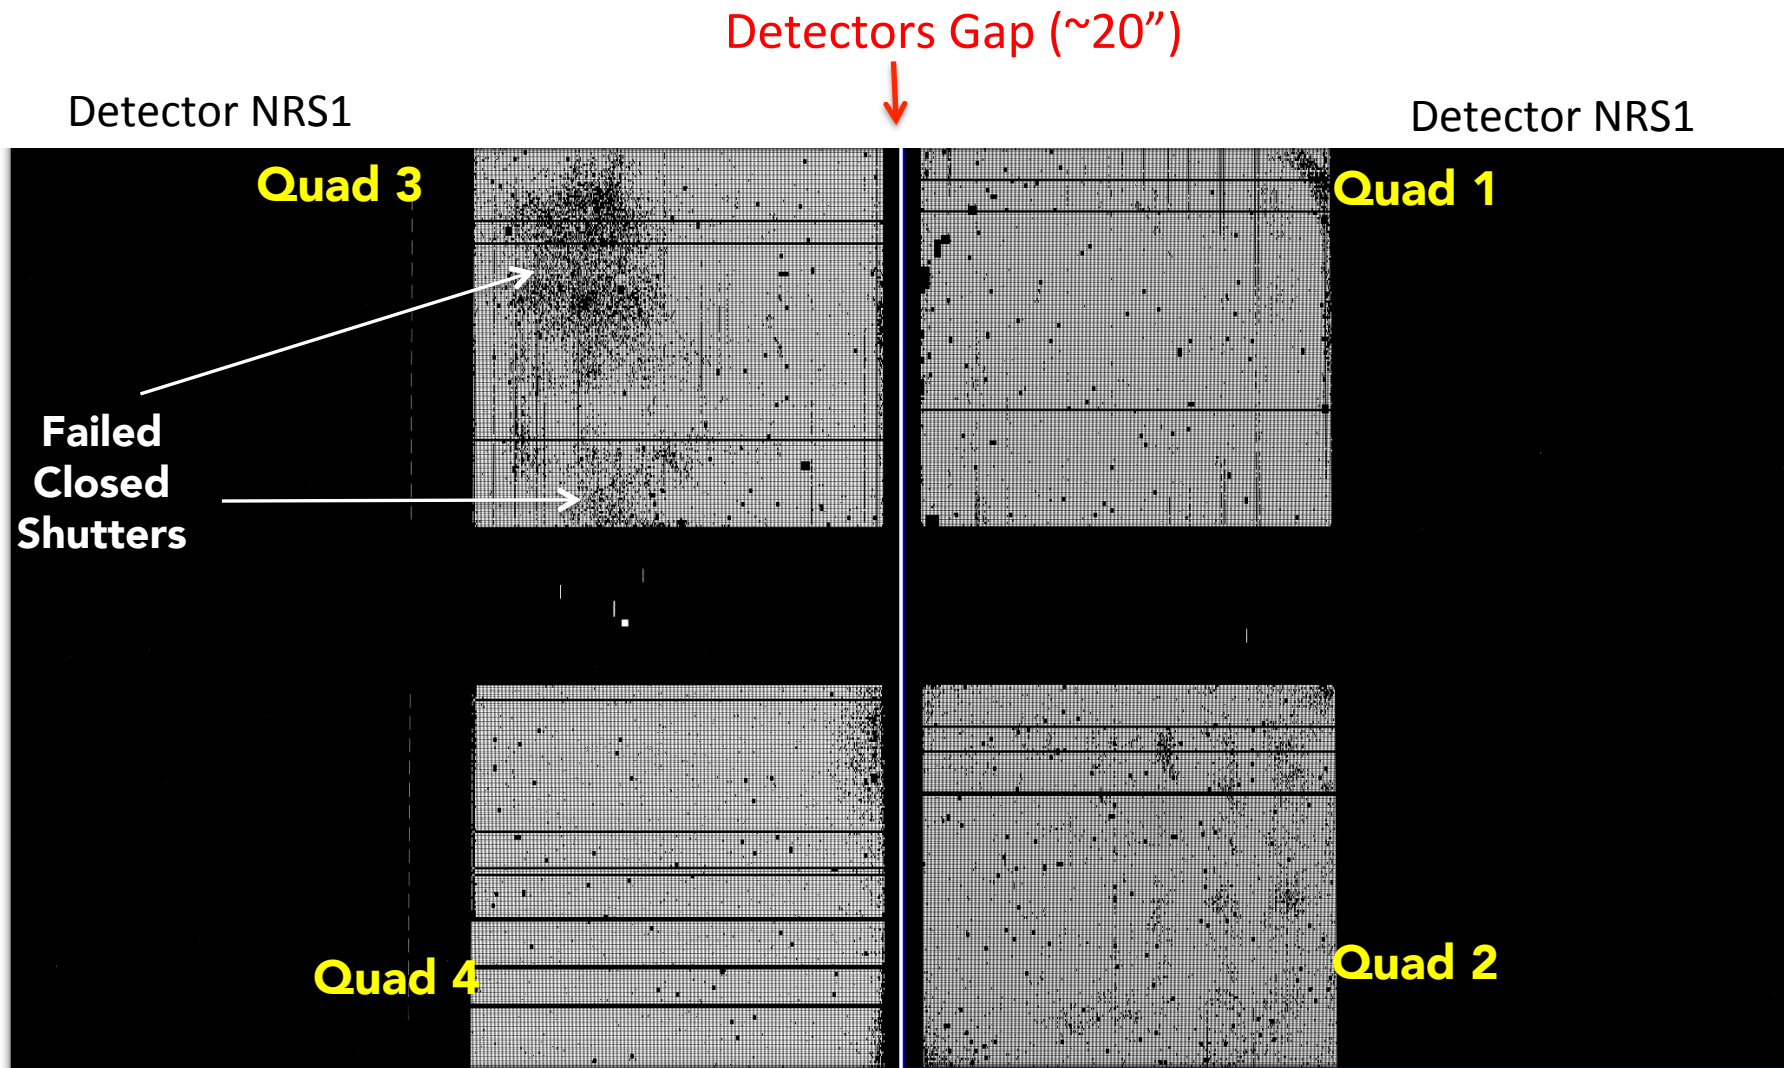 Detectors Gap (~20”)
Detector NRS1
Detector NRS1
Quad 3
Quad 1
Failed
Closed
Shutters
Quad 4
Quad 2